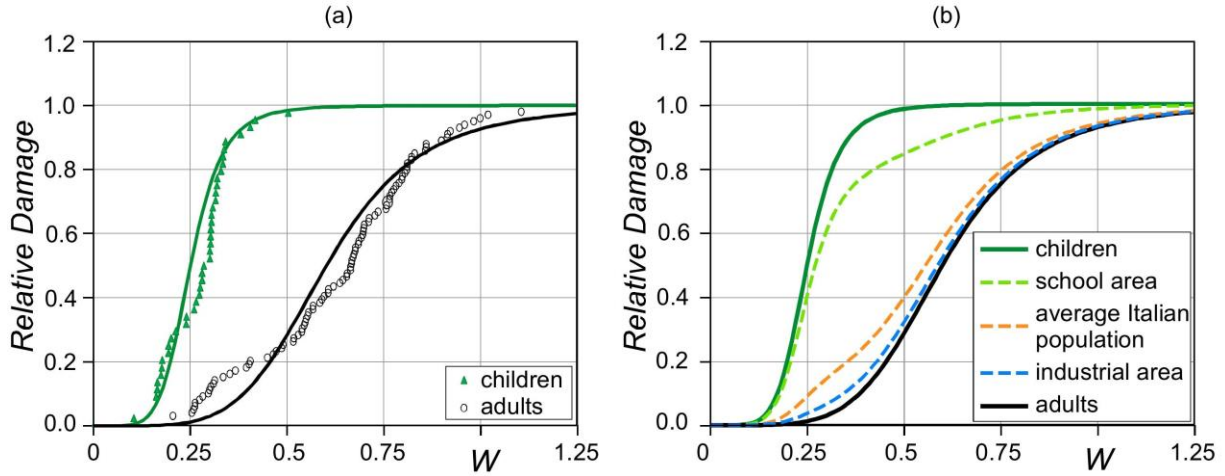 (a)
(b)
1.2
1.0
0.8
0.6
0.4
0.2
0.0
Relative Damage
0
0.25
0.5
0.75
1
1.25
W
children
adults
1.2
1.0
0.8
0.6
0.4
0.2
0.0
Relative Damage
0
0.25
0.5
0.75
1
1.25
W
children
school area
average Italian
population
industrial area
adults